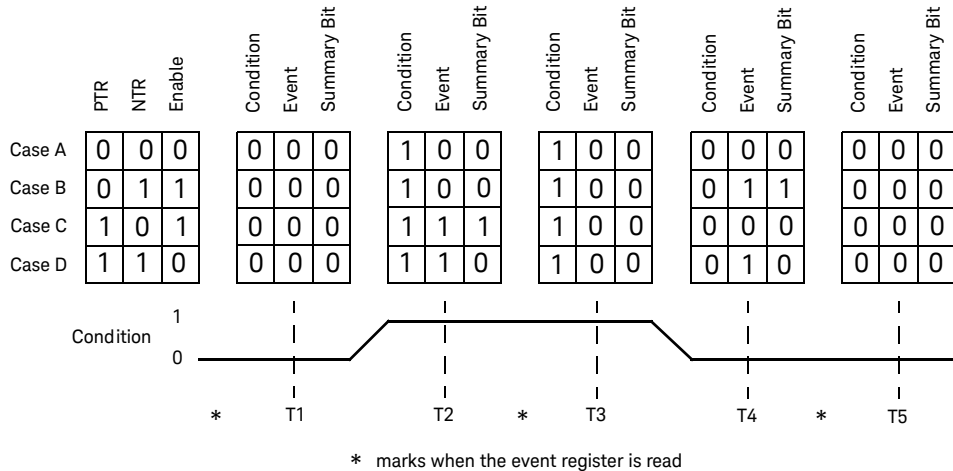 PTR NTR Enable Condition Event Summary Bit Condition Event Summary Bit Condition Event Summary Bit Condition Event Summary Bit Condition Event Summary Bit
Case A 0 0 0 0 0 0 1 0 0 1 0 0 0 0 0 0 0 0
Case B 0 1 1 0 0 0 1 0 0 1 0 0 0 1 1 0 0 0
Case C 1 0 1 0 0 0 1 1 1 1 0 0 0 0 0 0 0 0
Case D 1 1 0 0 0 0 1 1 0 1 0 0 0 1 0 0 0 0
1
Condition
0
* T1 T2 * T3 T4 * T5
* marks when the event register is read